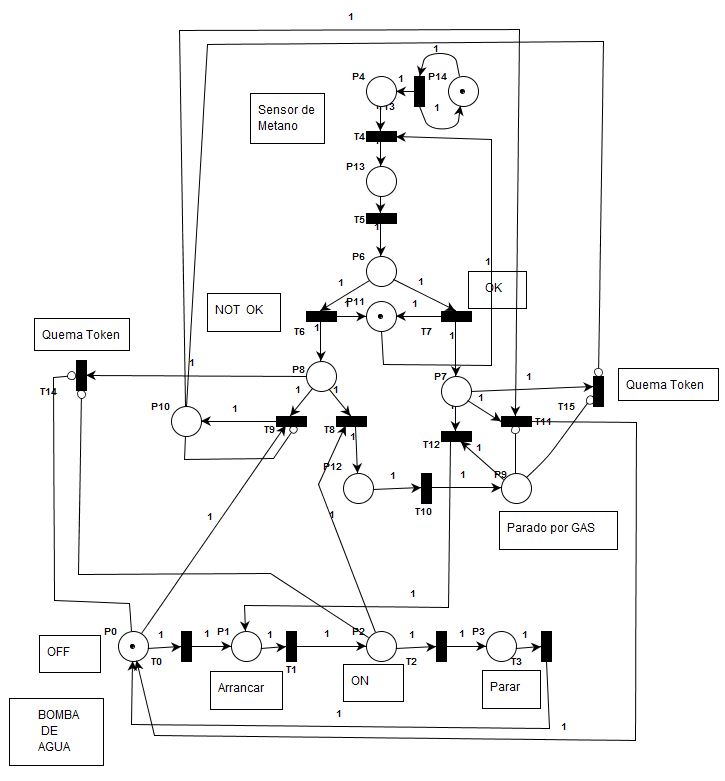 1
1
P4
1
P14
Sensor de
Metano
1
T13
1
T4
P13
T5
1
P6
1
1
1
OK
NOT OK
1
P11
1
T6
1
T7
1
Quema Token
P8
1
P7
1
Quema Token
T14
1
1
1
1
P10
1
T15
T9
T8
1
T11
T12
1
P12
1
1
P9
T10
1
1
Parado por GAS
1
P0
1
1
P1
1
1
P2
1
1
P3
1
OFF
T0
T1
T2
T3
Arrancar
ON
Parar
BOMBA
DE
AGUA
1
1